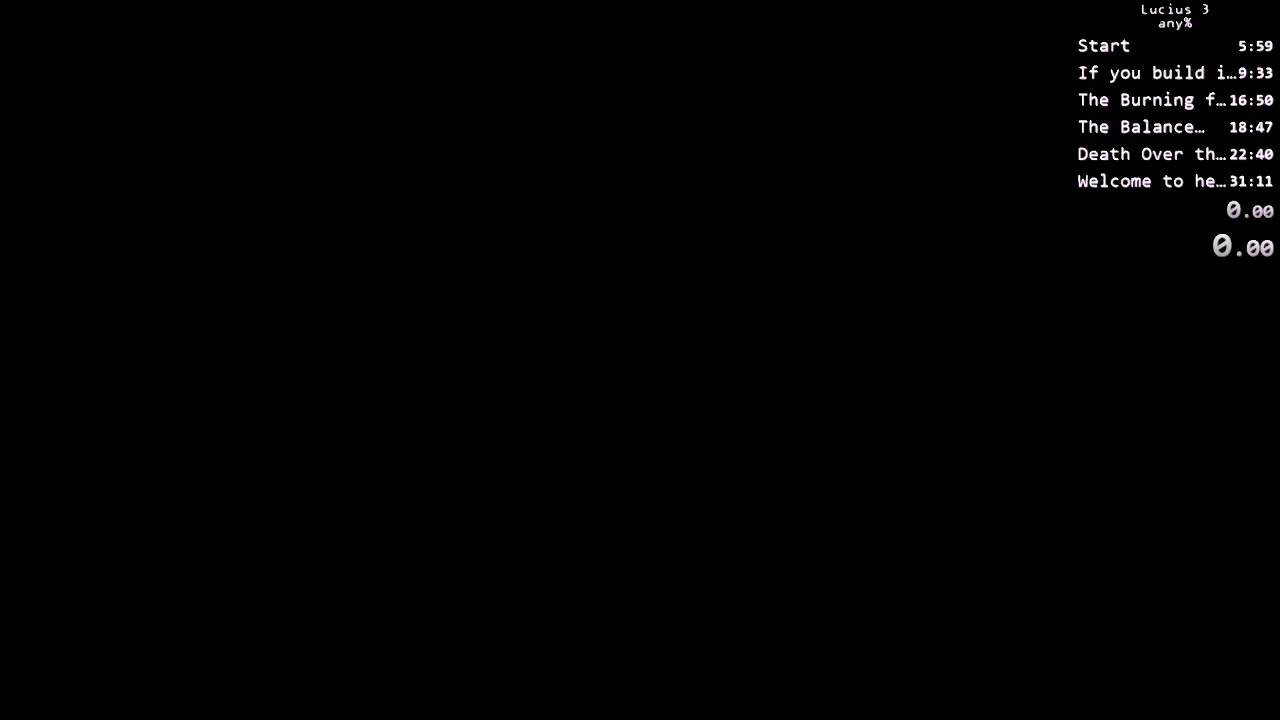 Lucius 3
any%
Start 5:59
If you build i… 9:33
The Burning f… 16:50
The Balance… 18:47
Death Over th… 22:40
Welcome to he… 31:11
0.00
0.00